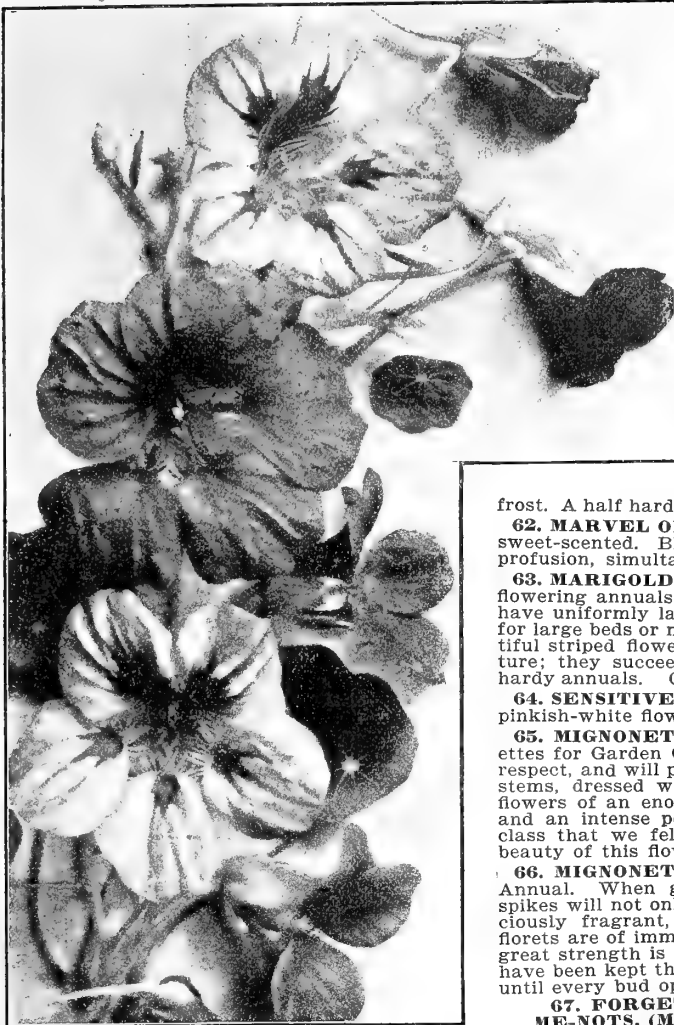 frost. A half hard
62. MARVEL O
sweet-scented. B
profusion, simulta
63. MARIGOLD
flowering annuals
have uniformly la
for large beds or m
tiful striped flowe
ture; they succee
hardy annuals.
64. SENSITIVE
pinkish-white flow
65. MIGNONET
ettes for Garden
respect, and will p
stems, dressed w
flowers of an eno
and an intense pe
class that we fel
beauty of this flow
66. MIGNONET
Annual. When g
spikes will not on
ciously fragrant,
florets are of imm
great strength is
have been kept th
until every bud op
67. FORGET
ME-NOTS. (M